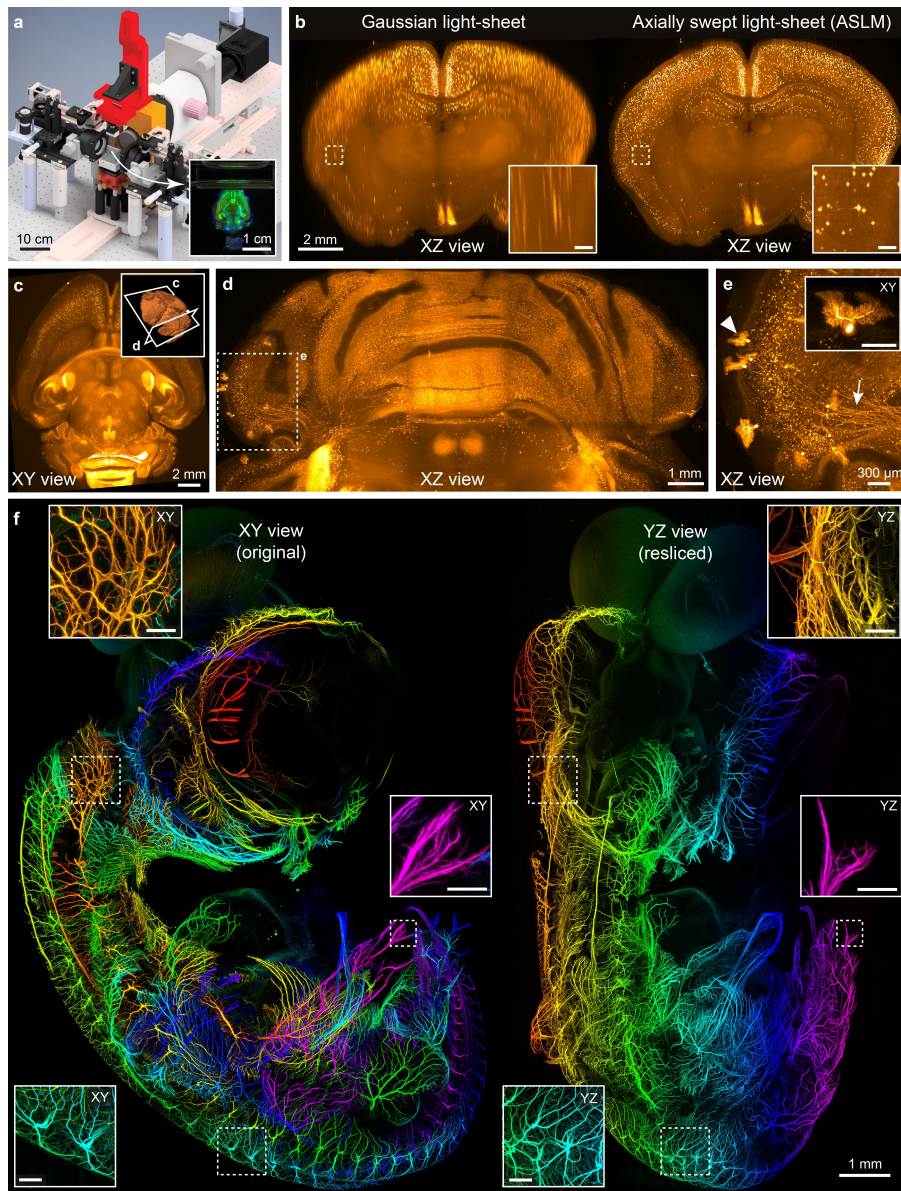 a
10 cm
1 cm
b
Gaussian light-sheet
Axially swept light-sheet (ASLM)
2 mm
XZ view
XZ view
c
c
d
XY view
2 mm
d
e
XZ view
1 mm
e
XY
XZ view
300 µm
f
XY
XY view
(original)
YZ view
(resliced)
YZ
XY
YZ
XY
YZ
1 mm